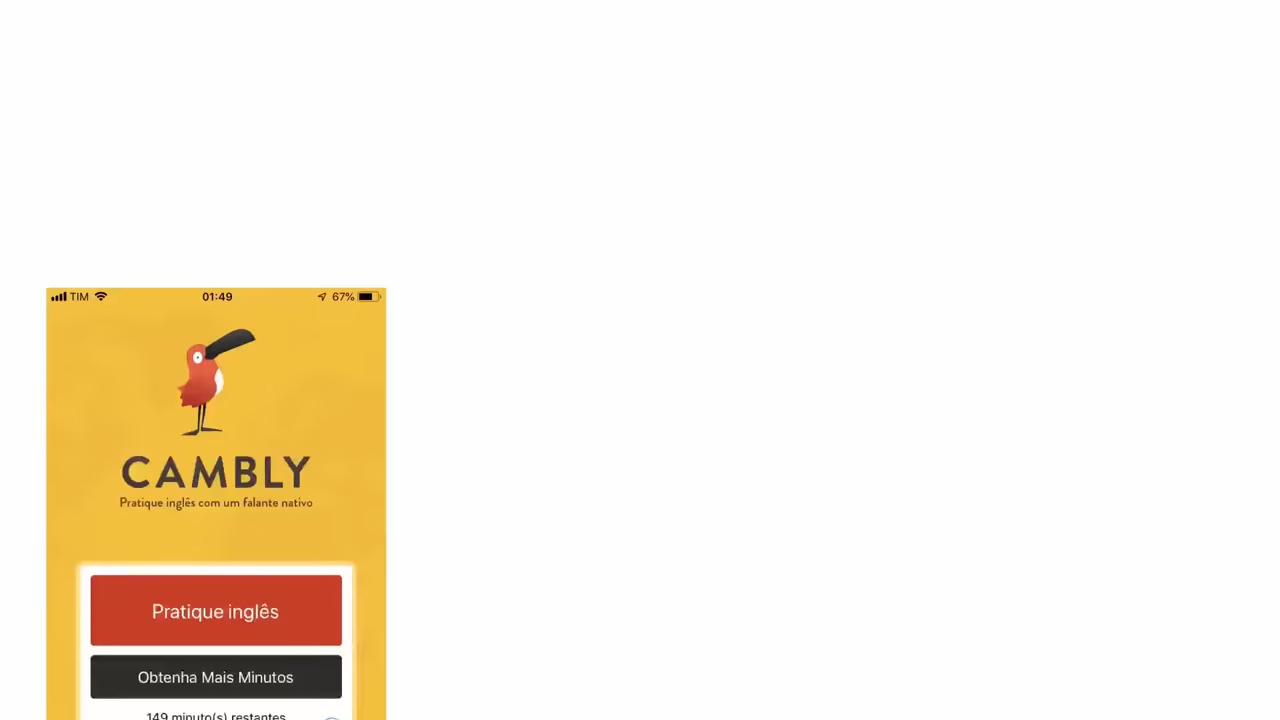 TIM 01:49 67%
CAMBLY
Pratique inglês com um falante nativo
Pratique inglês
Obtenha Mais Minutos
149 minuto(s) restantes